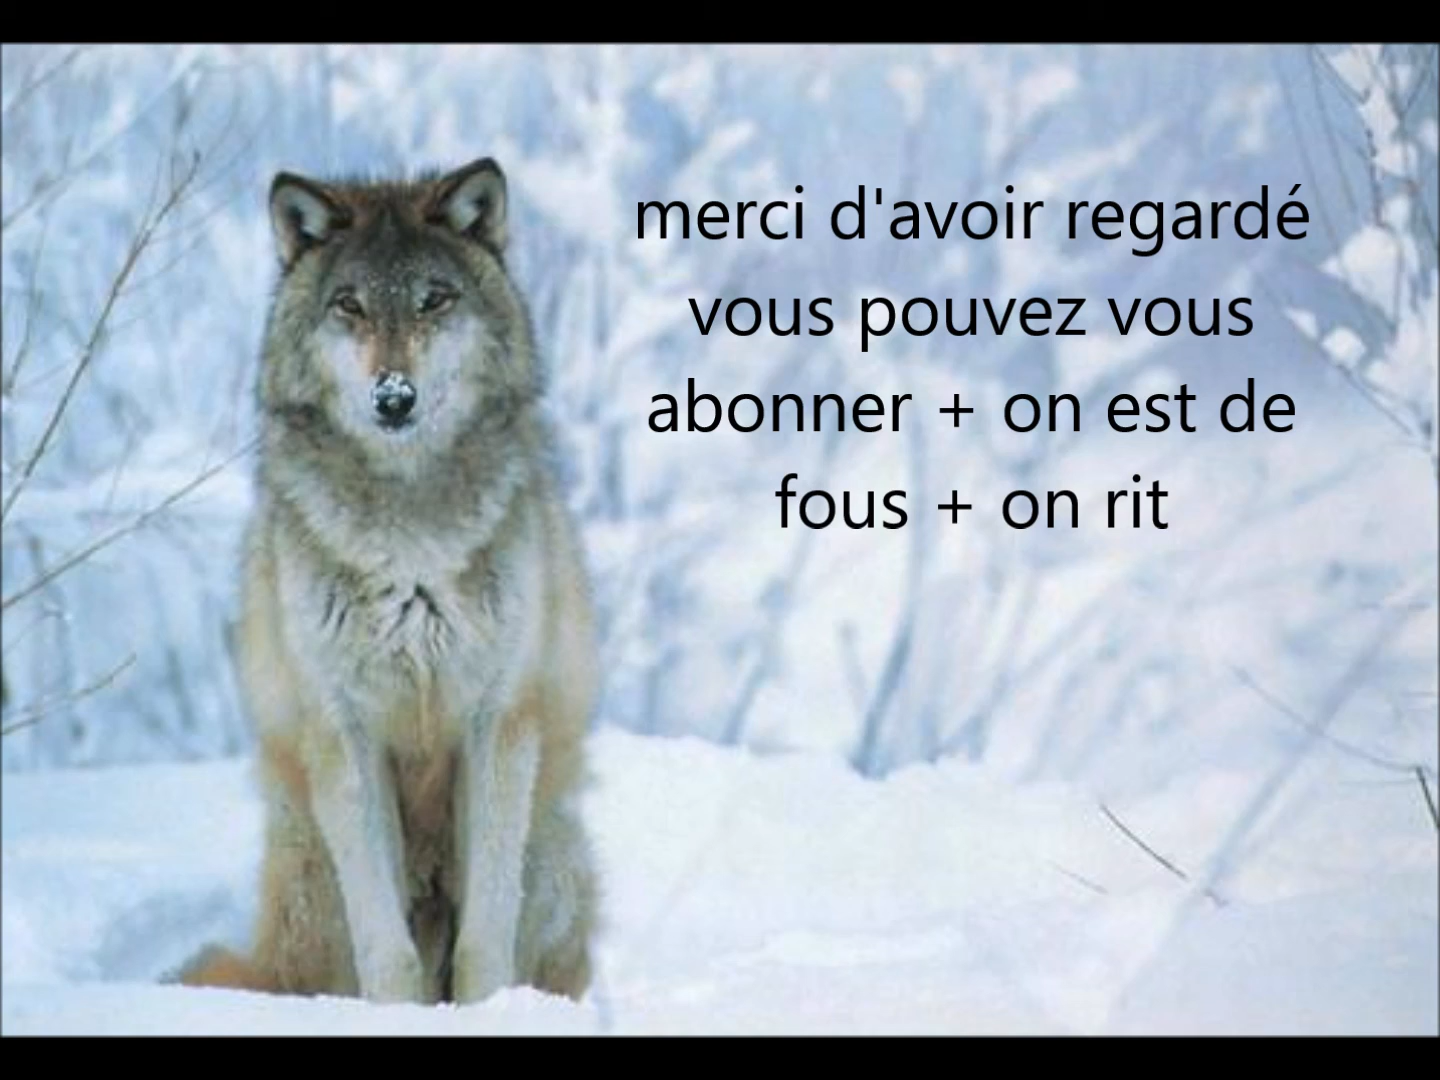 merci d'avoir regardé
vous pouvez vous
abonner + on est de
fous + on rit